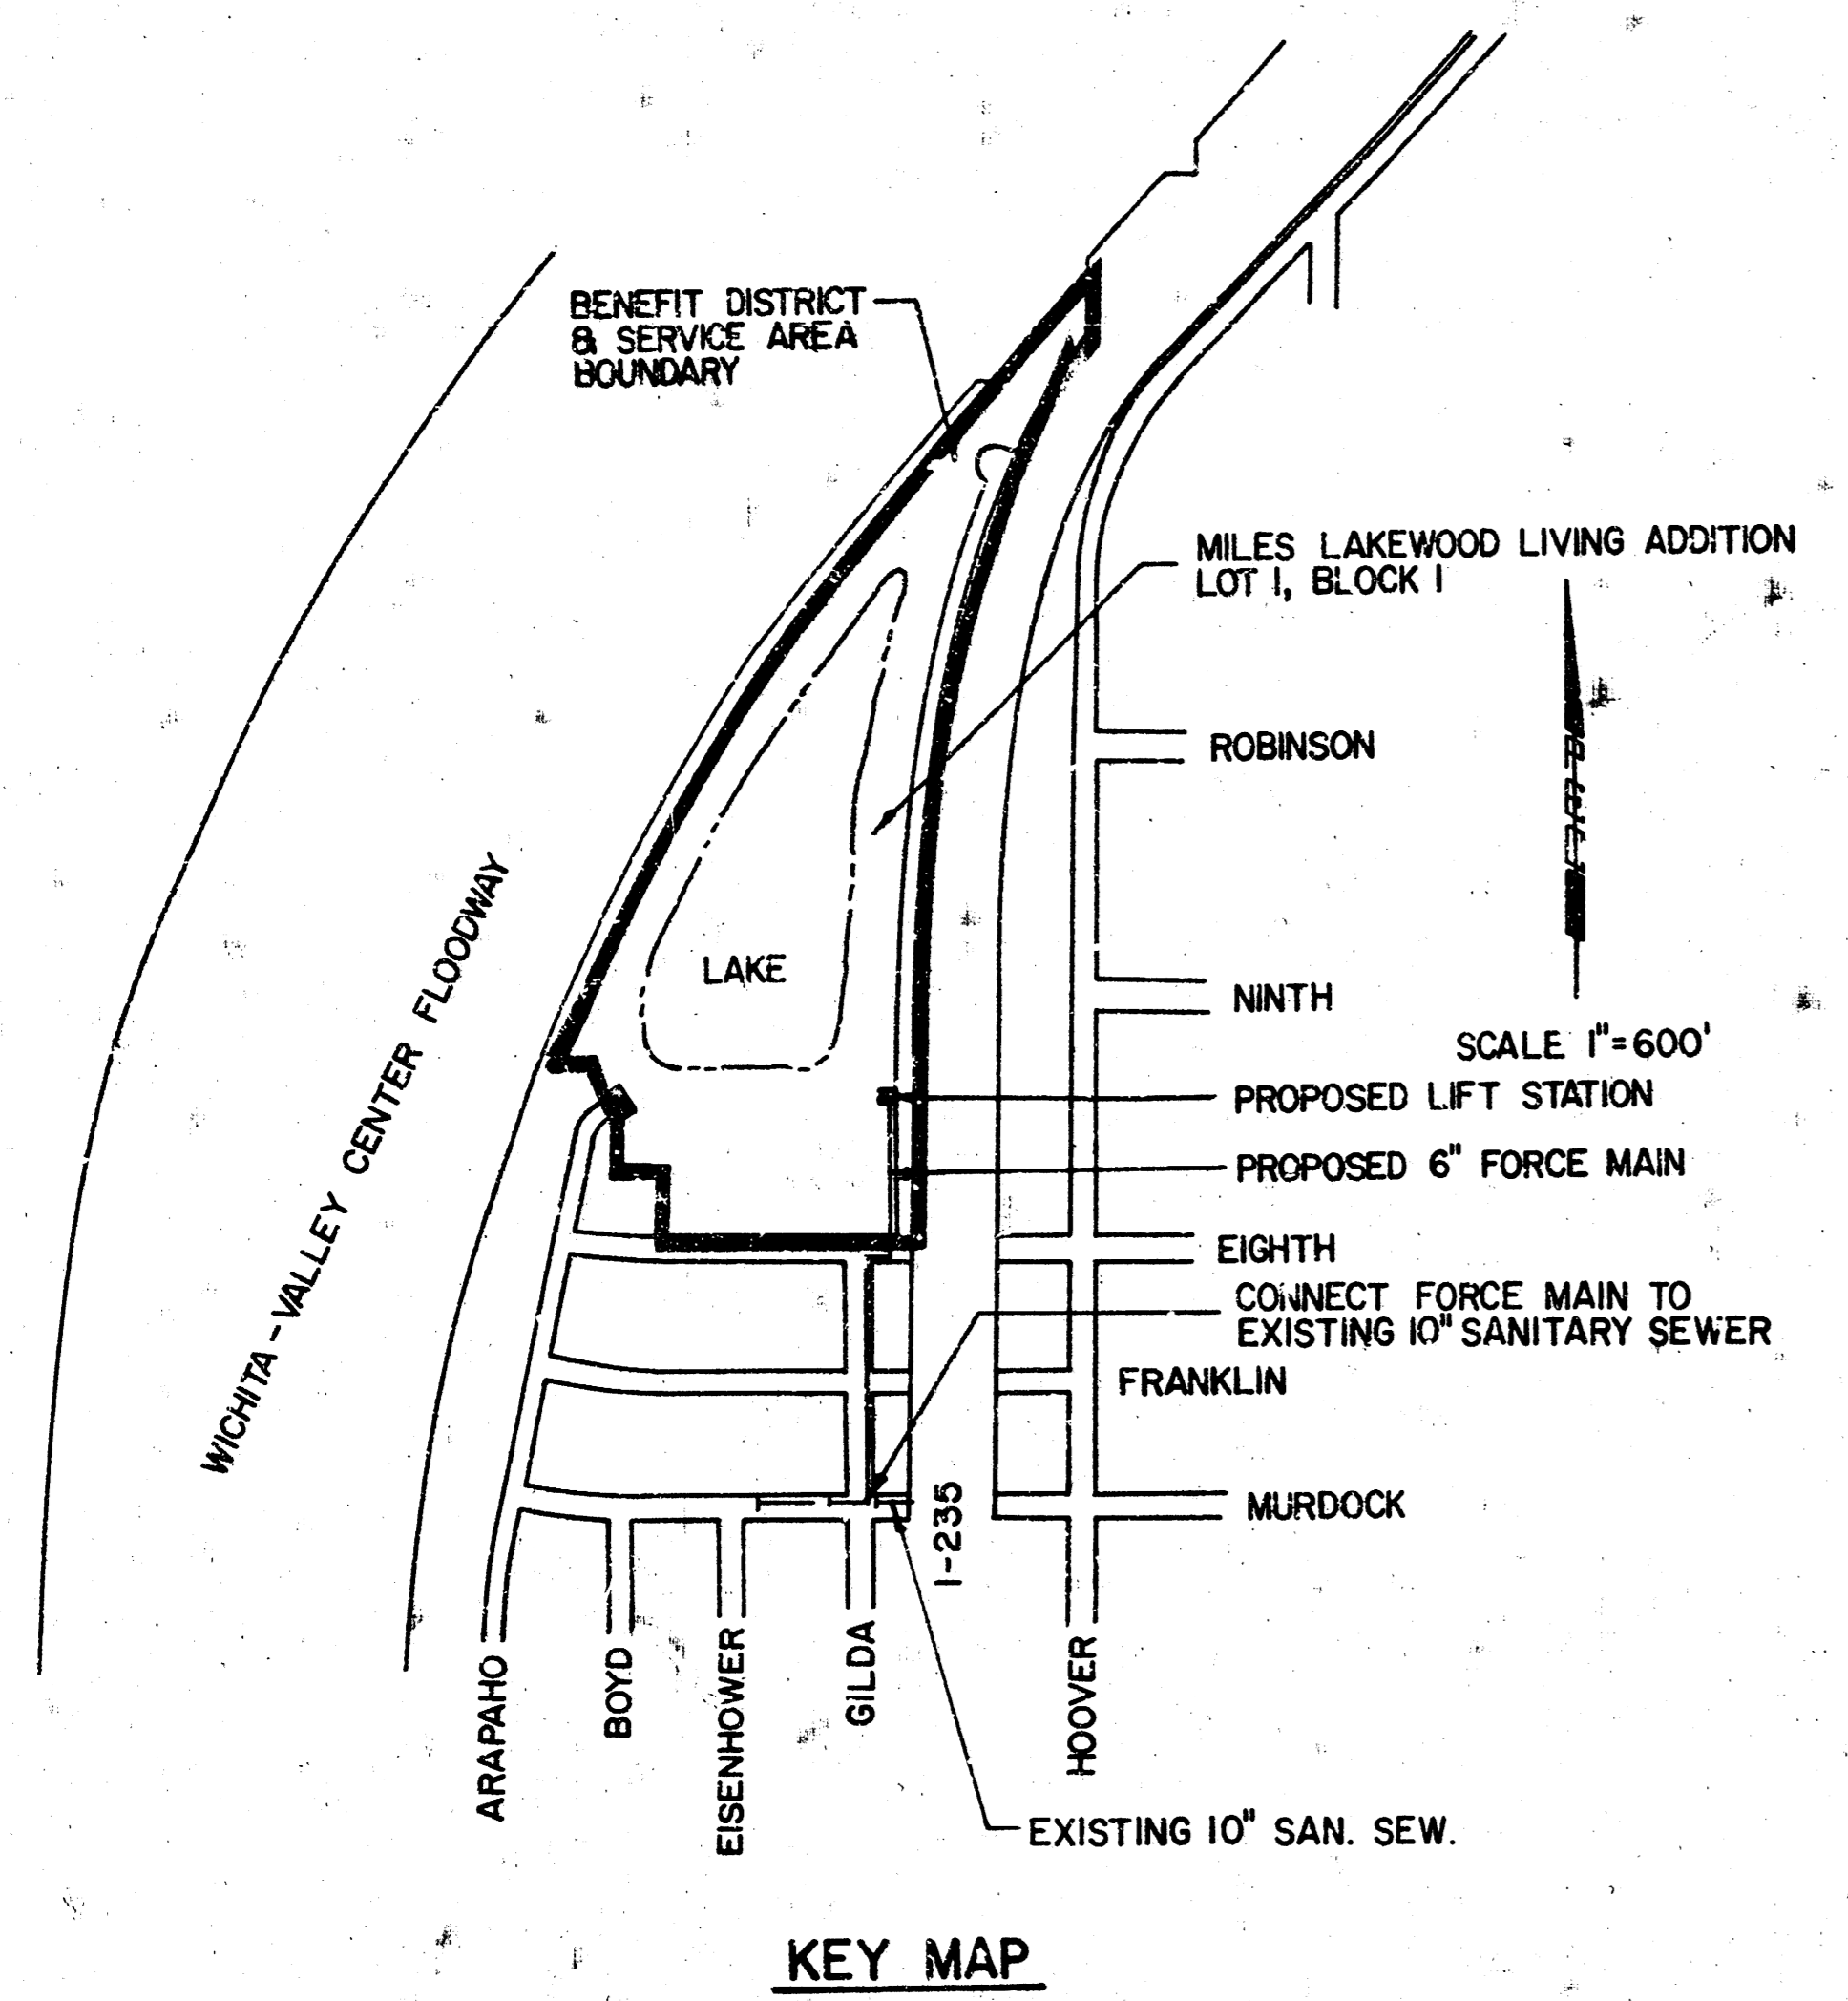 BENEFIT DISTRICT
& SERVICE AREA
BOUNDARY
MILES LAKEWOOD LIVING ADDITION
LOT 1, BLOCK 1
ROBINSON
LAKE
NINTH
SCALE 1"=600'
WICHITA-VALLEY CENTER FLOODWAY
PROPOSED LIFT STATION
PROPOSED 6" FORCE MAIN
EIGHTH
CONNECT FORCE MAIN TO
EXISTING 10" SANITARY SEWER
FRANKLIN
MURDOCK
I-235
ARAPAHO
BOYD
EISENHOWER
GILDA
HOOVER
EXISTING 10" SAN. SEW.
KEY MAP